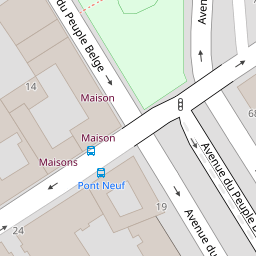 du Peuple Belge
Avenue
14
Maison
68
Maison
Maisons
Avenue du Peuple B
Pont Neuf
19
24
Avenue du